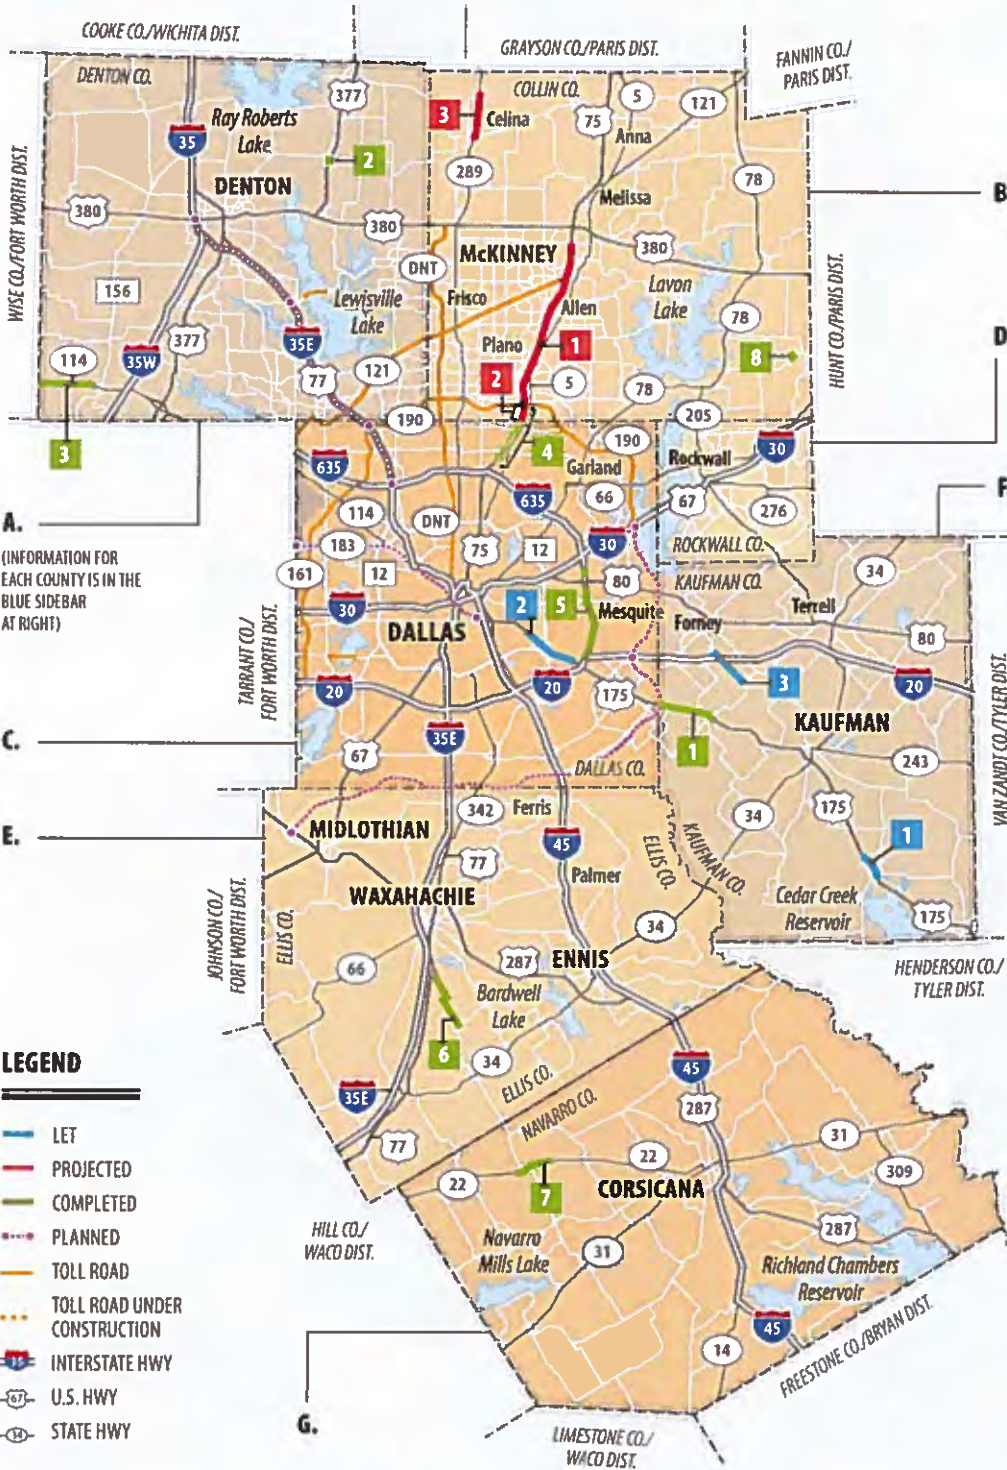 COOKE CO./WICHITA DIST.
GRAYSON CO./PARIS DIST.
FANNIN CO./
PARIS DIST.
DENTON CO.
COLLIN CO.
377
5
121
75
3
Celina
Anna
Ray Roberts
Lake
35
2
DENTON
289
78
Melissa
B
WISE CO./FORT WORTH DIST.
380
380
380
McKINNEY
DNT
156
Frisco
Lewisville
Lake
Lavon
Lake
Allen
HUNT CO./PARIS DIST.
377
35E
78
D
114
35W
Plano
1
8
77
121
2
5
78
190
205
3
4
190
30
635
Garland
Rockwall
A.
635
66
67
276
F
114
DNT
(INFORMATION FOR
EACH COUNTY IS IN THE
BLUE SIDEBAR
AT RIGHT)
183
75
12
30
ROCKWALL CO.
34
161
12
80
KAUFMAN CO.
30
2
5
Mesquite
Terrell
Forney
80
DALLAS
TARRANT CO./
FORT WORTH DIST.
20
20
175
3
20
KAUFMAN
VAN ZANDT CO./TYLER DIST.
C.
35E
1
67
243
DALLAS CO.
175
E.
342
Ferris
34
MIDLOTHIAN
45
1
77
ELLIS CO.
KAUFMAN CO.
Palmer
WAXAHACHIE
Cedar Creek
Reservoir
175
JOHNSON CO./
FORT WORTH DIST.
ELLIS CO.
34
66
287
ENNIS
HENDERSON CO./
TYLER DIST.
Bardwell
Lake
6
34
LEGEND
45
35E
ELLIS CO.
NAVARRO CO.
287
LET
77
31
PROJECTED
22
22
309
COMPLETED
7
CORSICANA
PLANNED
HILL CO./
WACO DIST.
Navarro
Mills Lake
31
287
TOLL ROAD
Richland Chambers
Reservoir
TOLL ROAD UNDER
CONSTRUCTION
45
35
INTERSTATE HWY
14
FREESTONE CO./BRYAN DIST.
67
U.S. HWY
14
STATE HWY
G.
LIMESTONE CO./
WACO DIST.